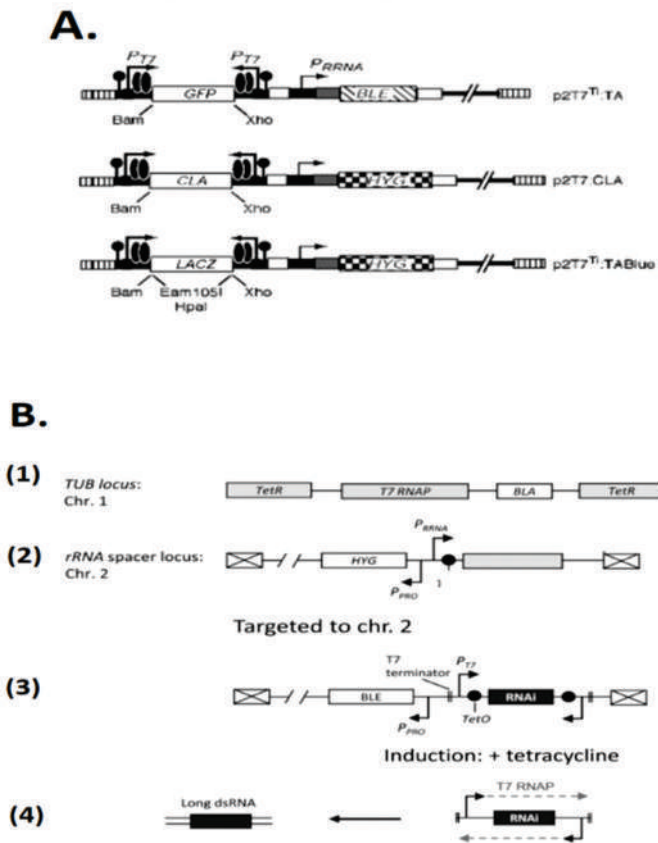 A.
P_T7 P_T7 P_RRNA
GFP BLE p2T7^Ti:TA
Bam Xho
CLA HYG p2T7:CLA
Bam Xho
LACZ HYG p2T7^Ti:TABlue
Bam Eam105I Xho
HpaI
B.
(1)
TUB locus:
Chr. 1
TetR T7 RNAP BLA TetR
(2)
rRNA spacer locus:
Chr. 2
P_RRNA
HYG
P_PRO
Targeted to chr. 2
(3)
T7
terminator
P_T7
BLE RNAi
P_PRO
TetO
Induction: + tetracycline
(4)
Long dsRNA
T7 RNAP
RNAi